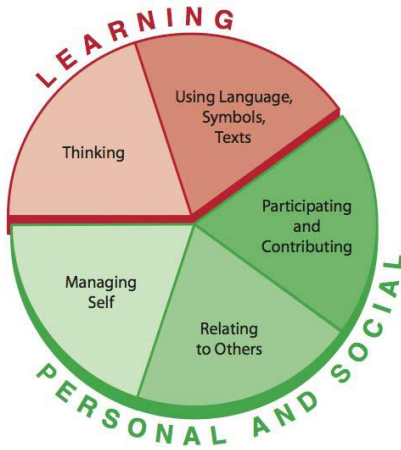 LEARNING
Using Language,
Symbols,
Texts
Thinking
Participating
and
Contributing
Managing
Self
Relating
to Others
PERSONAL AND SOCIAL